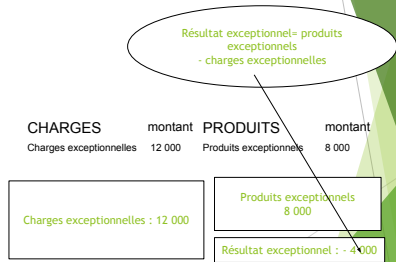 Résultat exceptionnel= produits
exceptionnels
- charges exceptionnelles
CHARGES montant PRODUITS montant
Charges exceptionnelles 12 000 Produits exceptionnels 8 000
Charges exceptionnelles : 12 000
Produits exceptionnels
8 000
Résultat exceptionnel : - 4 000